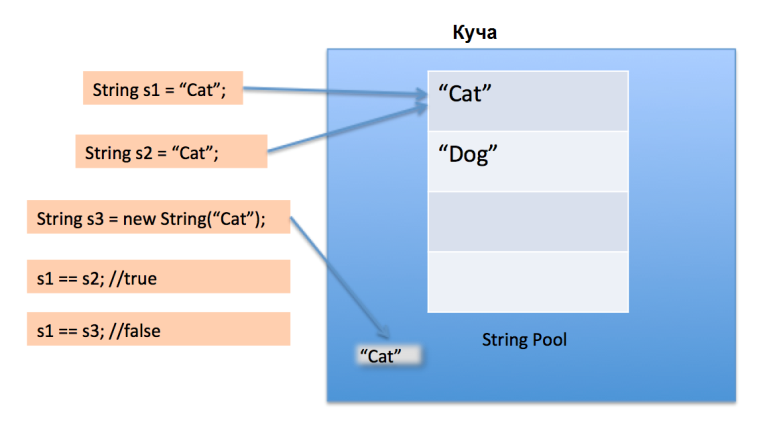 Куча
String s1 = “Cat”;
“Cat”
String s2 = “Cat”;
“Dog”
String s3 = new String(“Cat”);
s1 == s2; //true
s1 == s3; //false
String Pool
“Cat”